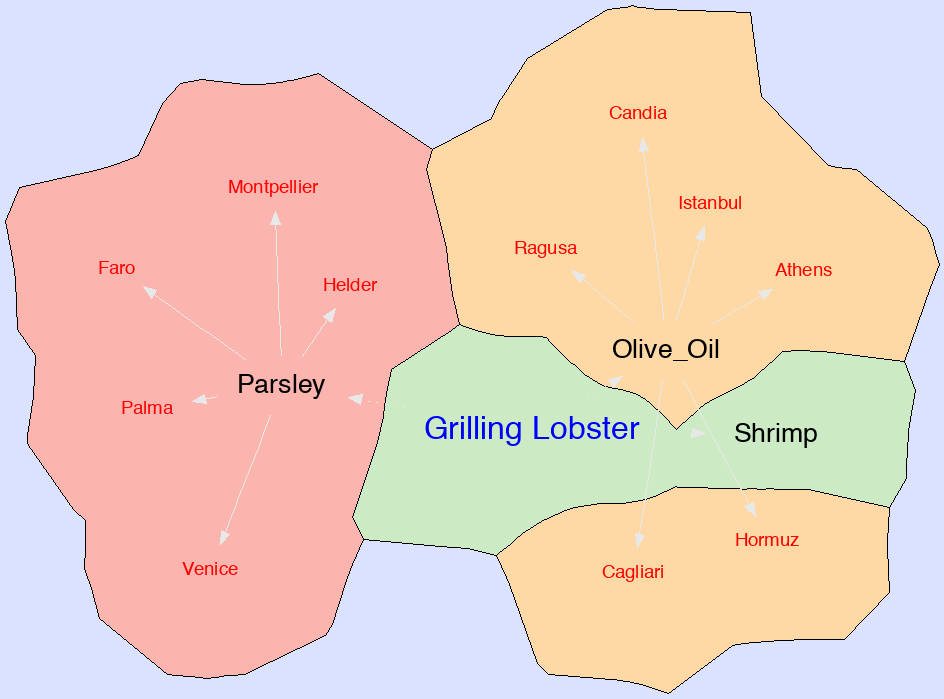 Candia
Montpellier
Istanbul
Ragusa
Faro
Athens
Helder
Olive_Oil
Parsley
Palma
Grilling Lobster
Shrimp
Hormuz
Venice
Cagliari